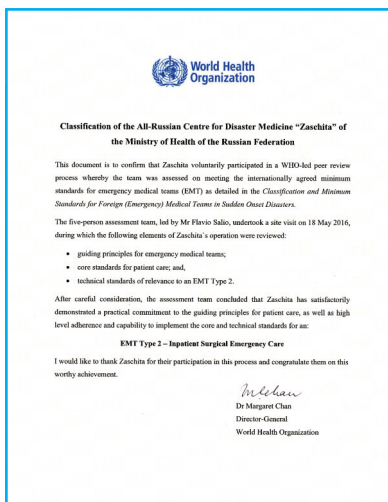 World Health
Organization
Classification of the All-Russian Centre for Disaster Medicine "Zaschita" of
the Ministry of Health of the Russian Federation
This document is to confirm that Zaschita voluntarily participated in a WHO-led peer review
process whereby the team was assessed on meeting the internationally agreed minimum
standards for emergency medical teams (EMT) as detailed in the Classification and Minimum
Standards for Foreign (Emergency) Medical Teams in Sudden Onset Disasters.
The five-person assessment team, led by Mr Flavio Salio, undertook a site visit on 18 May 2016,
during which the following elements of Zaschita`s operation were reviewed:
• guiding principles for emergency medical teams;
• core standards for patient care; and,
• technical standards of relevance to an EMT Type 2.
After careful consideration, the assessment team concluded that Zaschita has satisfactorily
demonstrated a practical commitment to the guiding principles for patient care, as well as high
level adherence and capability to implement the core and technical standards for an:
EMT Type 2 – Inpatient Surgical Emergency Care
I would like to thank Zaschita for their participation in this process and congratulate them on this
worthy achievement.
MChan
Dr Margaret Chan
Director-General
World Health Organization